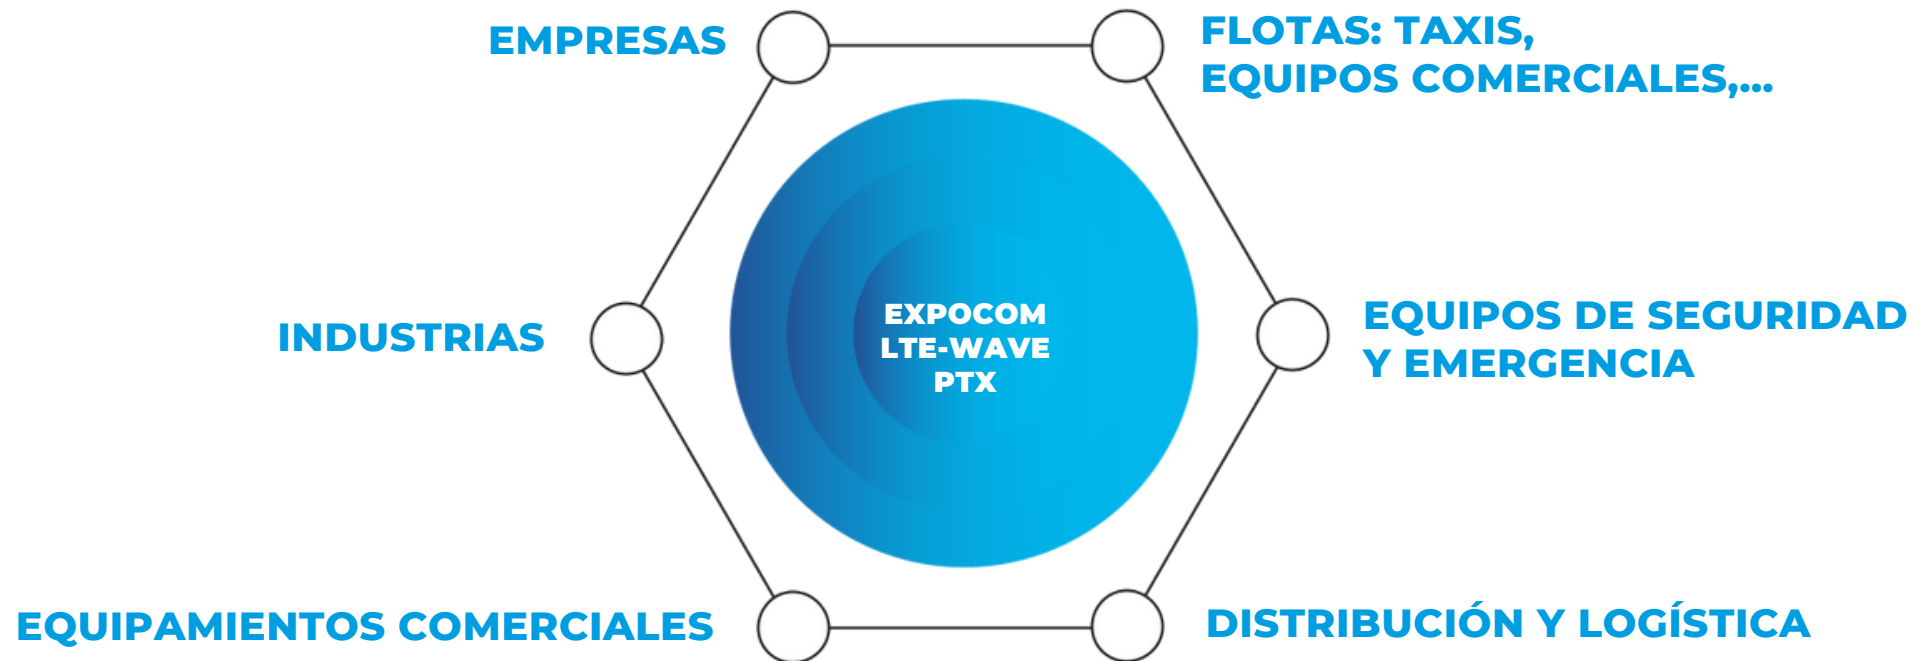 EMPRESAS
FLOTAS: TAXIS,
EQUIPOS COMERCIALES,...
INDUSTRIAS
EXPOCOM
LTE-WAVE
PTX
EQUIPOS DE SEGURIDAD
Y EMERGENCIA
EQUIPAMIENTOS COMERCIALES
DISTRIBUCIÓN Y LOGÍSTICA